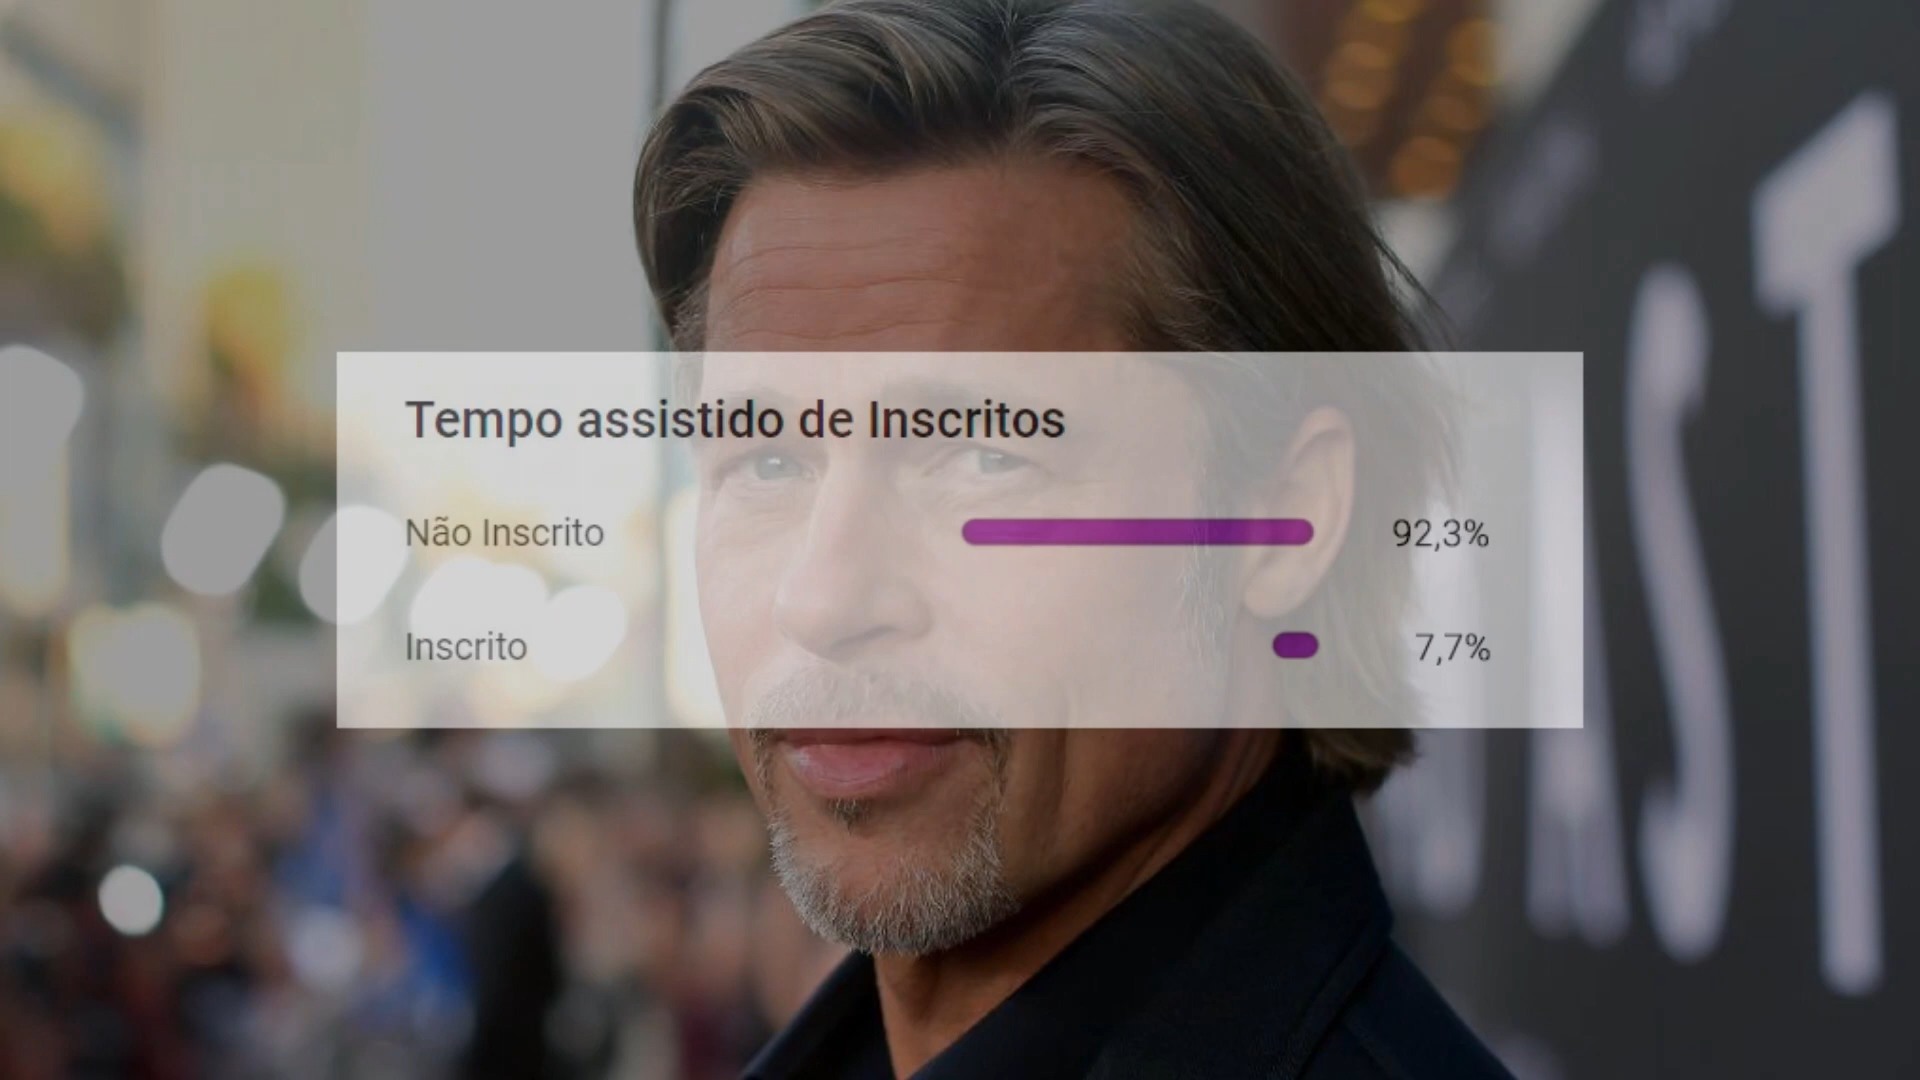 Tempo assistido de Inscritos
Não Inscrito 92,3%
Inscrito 7,7%